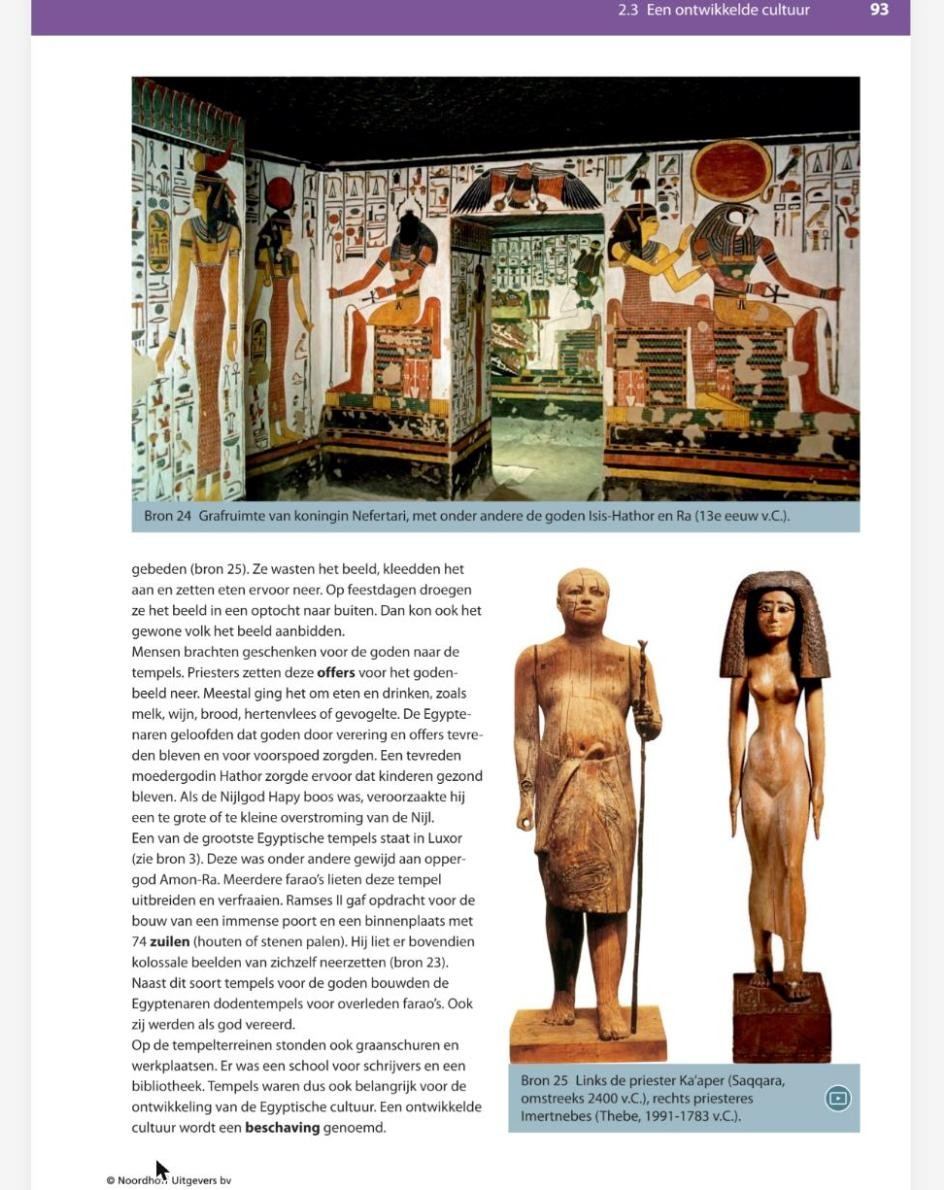 2.3 Een ontwikkelde cultuur 93
Bron 24 Grafruimte van koningin Nefertari, met onder andere de goden Isis-Hathor en Ra (13e eeuw v.C.).
gebeden (bron 25). Ze wasten het beeld, kleedden het
aan en zetten eten ervoor neer. Op feestdagen droegen
ze het beeld in een optocht naar buiten. Dan kon ook het
gewone volk het beeld aanbidden.
Mensen brachten geschenken voor de goden naar de
tempels. Priesters zetten deze offers voor het goden-
beeld neer. Meestal ging het om eten en drinken, zoals
melk, wijn, brood, hertenvlees of gevogelte. De Egypte-
naren geloofden dat goden door verering en offers tevre-
den bleven en voor voorspoed zorgden. Een tevreden
moedergodin Hathor zorgde ervoor dat kinderen gezond
bleven. Als de Nijlgod Hapy boos was, veroorzaakte hij
een te grote of te kleine overstroming van de Nijl.
Een van de grootste Egyptische tempels staat in Luxor
(zie bron 3). Deze was onder andere gewijd aan opper-
god Amon-Ra. Meerdere farao's lieten deze tempel
uitbreiden en verfraaien. Ramses II gaf opdracht voor de
bouw van een immense poort en een binnenplaats met
74 zuilen (houten of stenen palen). Hij liet er bovendien
kolossale beelden van zichzelf neerzetten (bron 23).
Naast dit soort tempels voor de goden bouwden de
Egyptenaren dodentempels voor overleden farao's. Ook
zij werden als god vereerd.
Op de tempelterreinen stonden ook graanschuren en
werkplaatsen. Er was een school voor schrijvers en een
bibliotheek. Tempels waren dus ook belangrijk voor de
ontwikkeling van de Egyptische cultuur. Een ontwikkelde
cultuur wordt een beschaving genoemd.
Bron 25 Links de priester Ka'aper (Saqqara,
omstreeks 2400 v.C.), rechts priesteres
Imertnebes (Thebe, 1991-1783 v.C.).
© Noordhoff Uitgevers bv